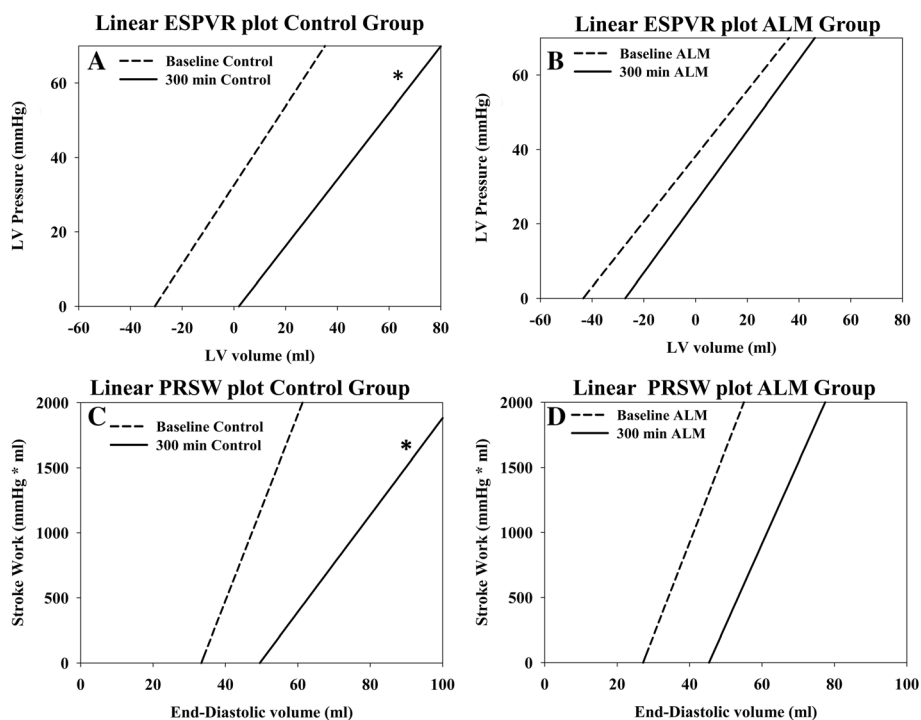 Linear ESPVR plot Control Group
A
Baseline Control
300 min Control
*
60
40
20
0
LV Pressure (mmHg)
-60 -40 -20 0 20 40 60 80
LV volume (ml)
Linear ESPVR plot ALM Group
B
Baseline ALM
300 min ALM
60
40
20
0
LV Pressure (mmHg)
-60 -40 -20 0 20 40 60 80
LV volume (ml)
Linear PRSW plot Control Group
C
Baseline Control
300 min Control
*
2000
1500
1000
500
0
Stroke Work (mmHg * ml)
0 20 40 60 80 100
End-Diastolic volume (ml)
Linear PRSW plot ALM Group
D
Baseline ALM
300 min ALM
2000
1500
1000
500
0
Stroke Work (mmHg * ml)
0 20 40 60 80 100
End-Diastolic volume (ml)